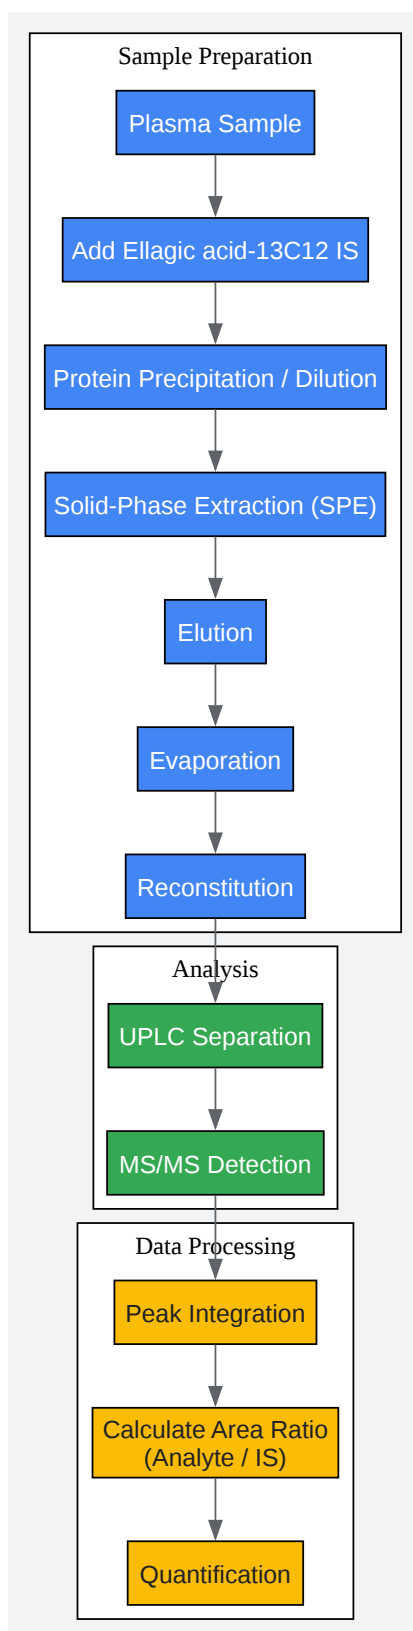 Sample Preparation
Plasma Sample
Add Ellagic acid-13C12 IS
Protein Precipitation / Dilution
Solid-Phase Extraction (SPE)
Elution
Evaporation
Reconstitution
Analysis
UPLC Separation
MS/MS Detection
Data Processing
Peak Integration
Calculate Area Ratio
(Analyte / IS)
Quantification